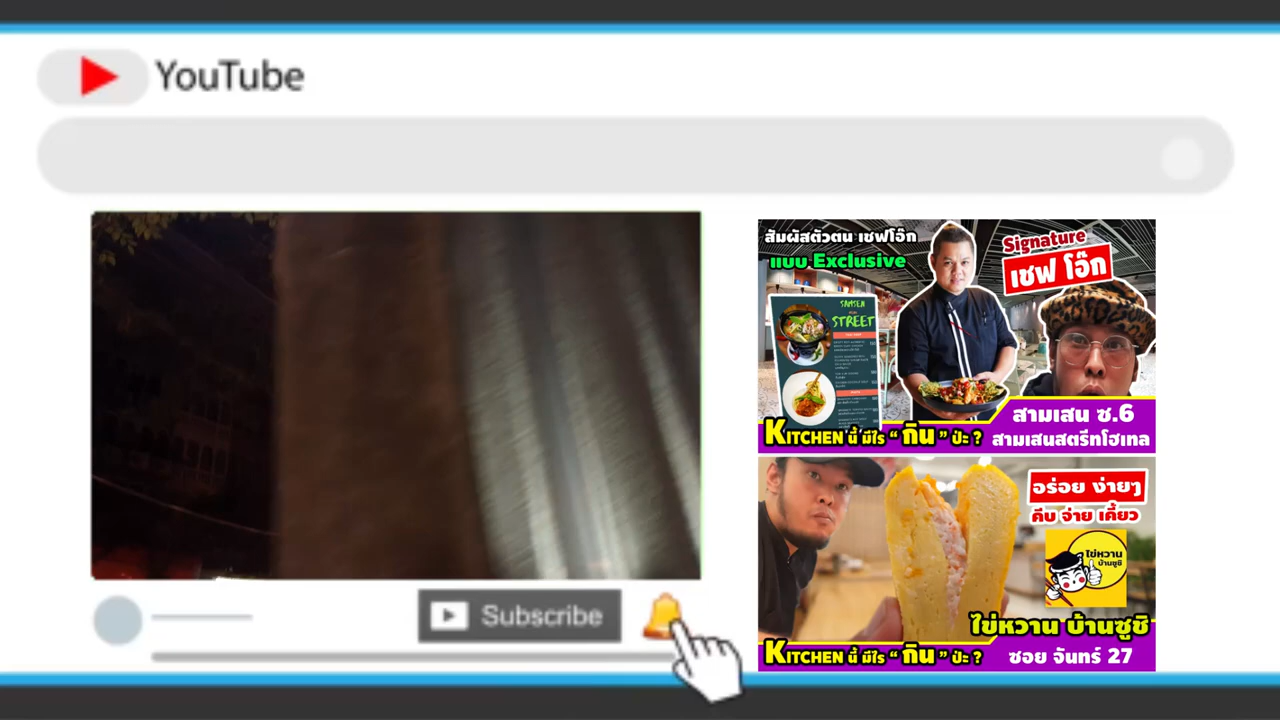 YouTube
สัมผัสตัวตน เชฟโอ๊ก
แบบ Exclusive
Signature
เชฟ โอ๊ก
SAMSEN
STREET
สามเสน ซ.6
KITCHEN นี้ มีไร “ กิน ” ป่ะ ? สามเสนสตรีทโฮเทล
อร่อย ง่ายๆ
คีบ จ่าย เคี้ยว
ไข่หวาน
บ้านซูชิ
ไข่หวาน บ้านซูชิ
KITCHEN นี้ มีไร “ กิน ” ป่ะ ? ซอย จันทร์ 27
Subscribe